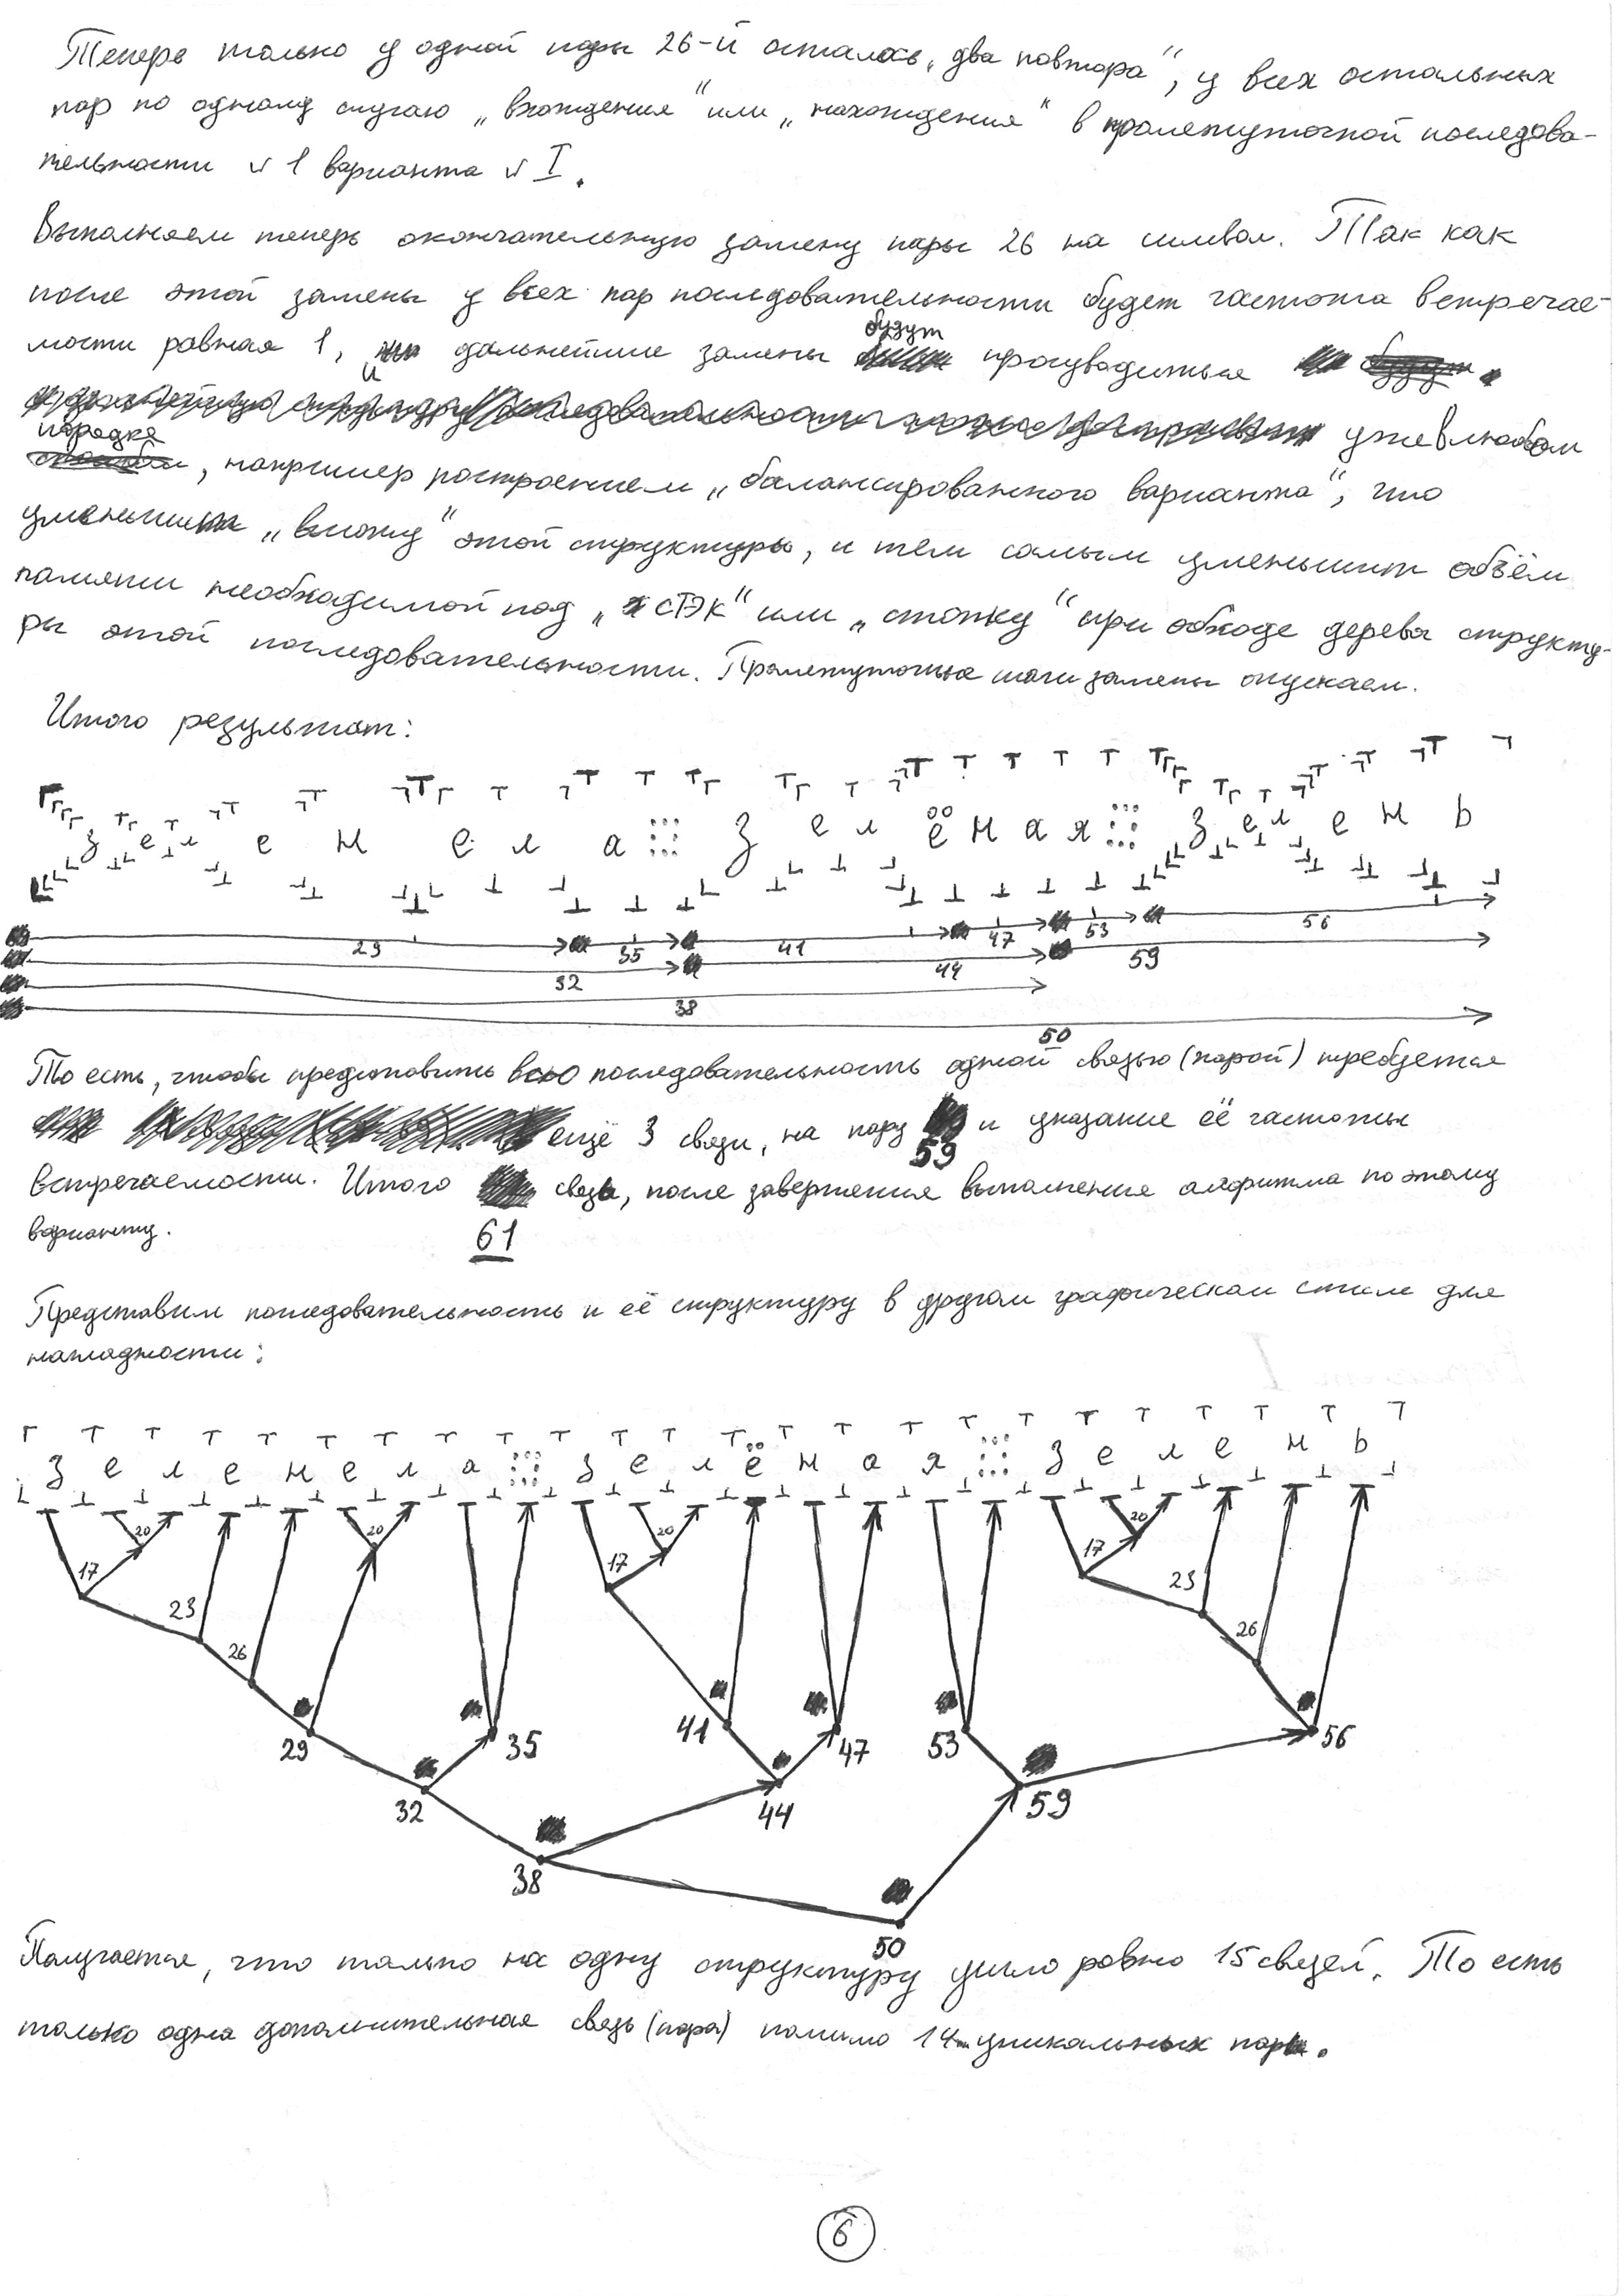 Теперь только у одной пары 26-й осталось „два повтора“, у всех остальных
пар по одному случаю „вхождения“ или „нахождения“ в промежуточной последова-
тельности № 1 варианта № I.
Выполняем теперь окончательную замену пары 26 на символ. Так как
после этой замены у всех пар последовательности будет частота встречае-
мости равная 1, и дальнейшие замены будут производиться
уже в любом
порядке, например построением „балансированного варианта“, что
уменьшит „высоту“ этой структуры, и тем самым уменьшит объём
памяти необходимой под „СТЭК“ или „стопку“ при обходе дерева структу-
ры этой последовательности. Промежуточные шаги замены опускаем.
Итого результат:
з е л е н е л а з е л ё н а я з е л е н ь
29 35 41 47 53 56
32 44 59
38
50
То есть, чтобы представить всю последовательность одной связью (парой) требуется
ещё 3 связи, на пару 59 и указание её частоты
встречаемости. Итого 61 связь, после завершения выполнения алгоритма по этому
варианту.
Представим последовательность и её структуру в другом графическом стиле для
наглядности:
з е л е н е л а з е л ё н а я з е л е н ь
20 20 20 20
17 17 17
23 23
26 26
29 35 41 47 53 56
32 44 59
38
50
Получается, что только на одну структуру ушло ровно 15 связей. То есть
только одна дополнительная связь (пара) помимо 14 уникальных пар.
6